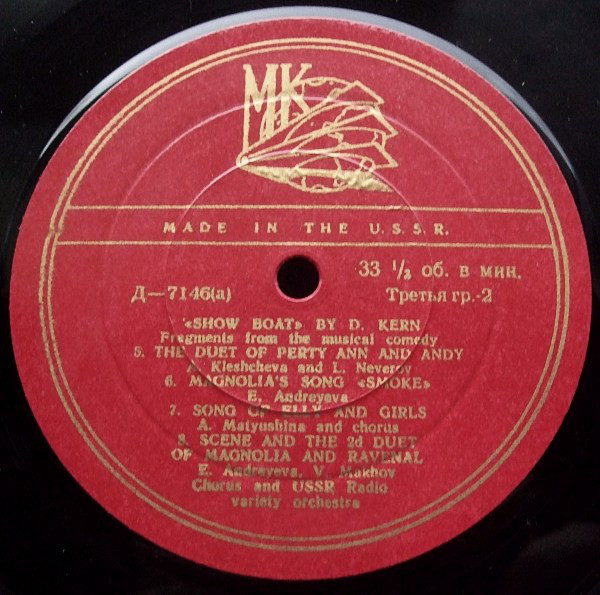 МК
MADE IN THE U.S.S.R.
33 1/3 об. в мин.
Д—7146(а) Третья гр.-2
«SHOW BOAT» BY D. KERN
Fragments from the musical comedy
5. THE DUET OF PERTY ANN AND ANDY
A. Kleshcheva and L. Neverov
6. MAGNOLIA'S SONG «SMOKE»
E. Andreyeva
7. SONG OF ELLY AND GIRLS
A. Matyushina and chorus
8. SCENE AND THE 2d DUET
OF MAGNOLIA AND RAVENAL
E. Andreyeva, V. Makhov
Chorus and USSR Radio
variety orchestra